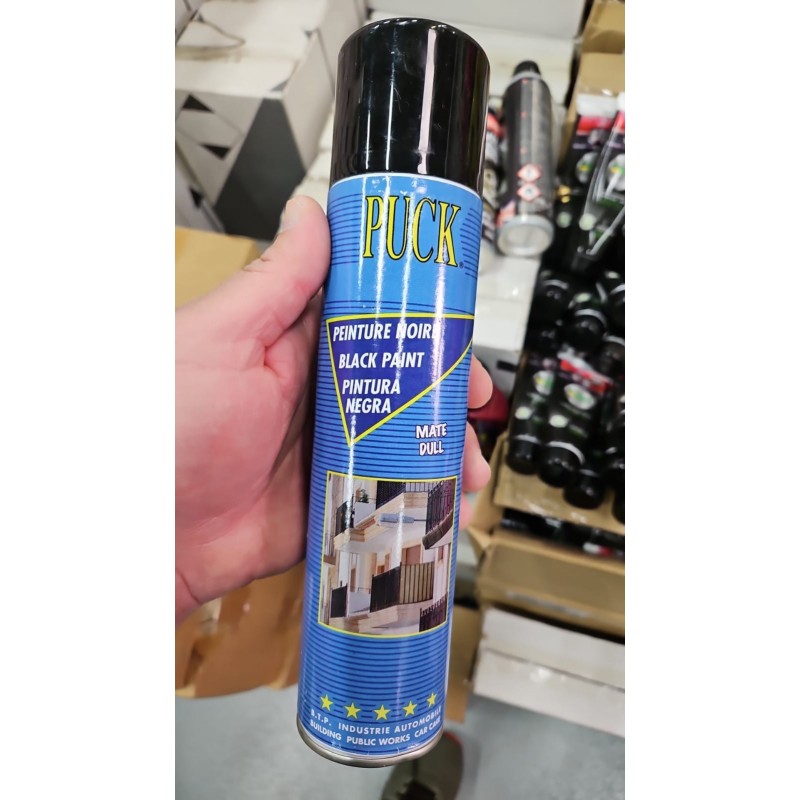 PUCK
PEINTURE NOIRE
BLACK PAINT
PINTURA
NEGRA
MATE
DULL
B.T.P. INDUSTRIE AUTOMOBILE
BUILDING PUBLIC WORKS CAR CARE